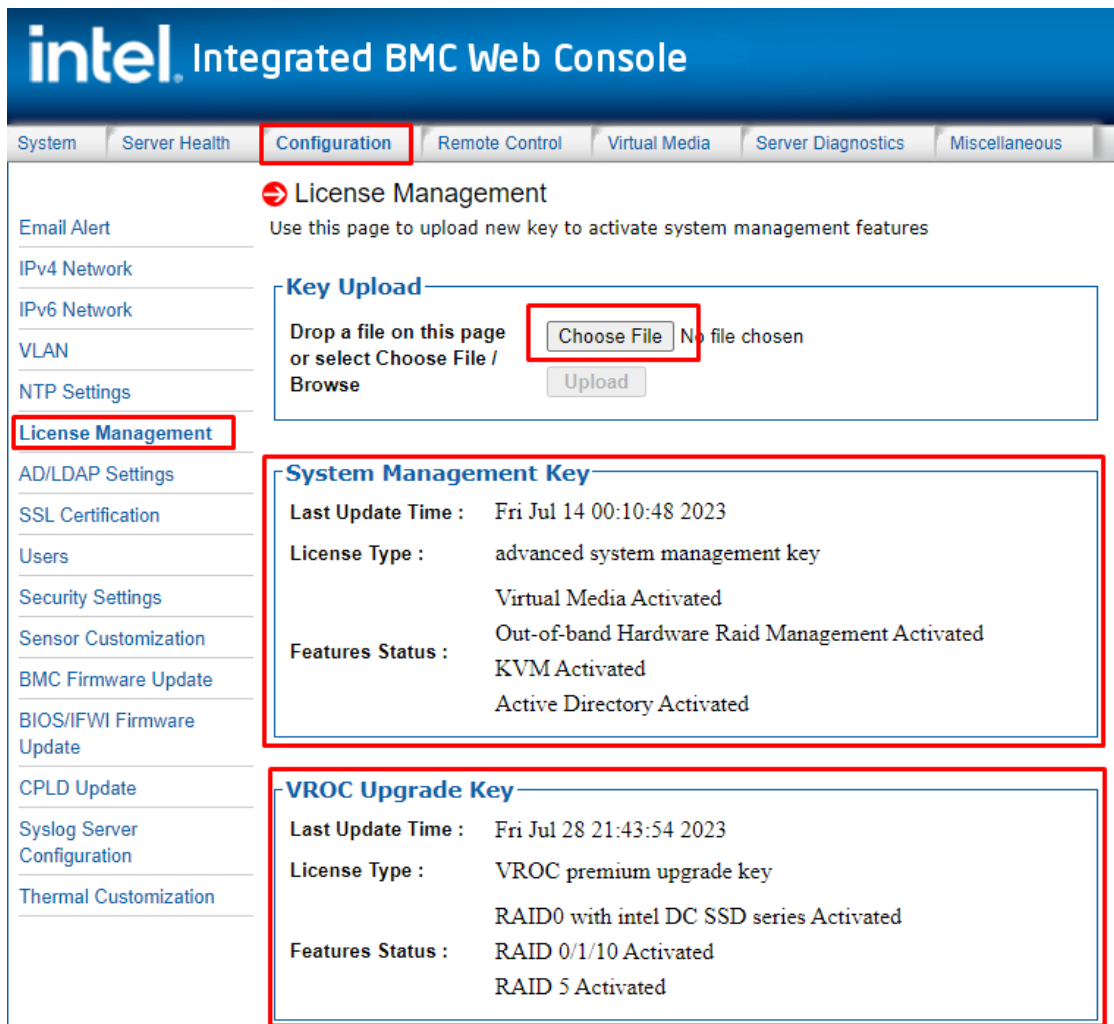 intel. Integrated BMC Web Console
System Server Health Configuration Remote Control Virtual Media Server Diagnostics Miscellaneous
Email Alert
IPv4 Network
IPv6 Network
VLAN
NTP Settings
License Management
AD/LDAP Settings
SSL Certification
Users
Security Settings
Sensor Customization
BMC Firmware Update
BIOS/IFWI Firmware
Update
CPLD Update
Syslog Server
Configuration
Thermal Customization
License Management
Use this page to upload new key to activate system management features
Key Upload
Drop a file on this page
or select Choose File /
Browse
Choose File No file chosen
Upload
System Management Key
Last Update Time : Fri Jul 14 00:10:48 2023
License Type : advanced system management key
Features Status :
Virtual Media Activated
Out-of-band Hardware Raid Management Activated
KVM Activated
Active Directory Activated
VROC Upgrade Key
Last Update Time : Fri Jul 28 21:43:54 2023
License Type : VROC premium upgrade key
Features Status :
RAID0 with intel DC SSD series Activated
RAID 0/1/10 Activated
RAID 5 Activated